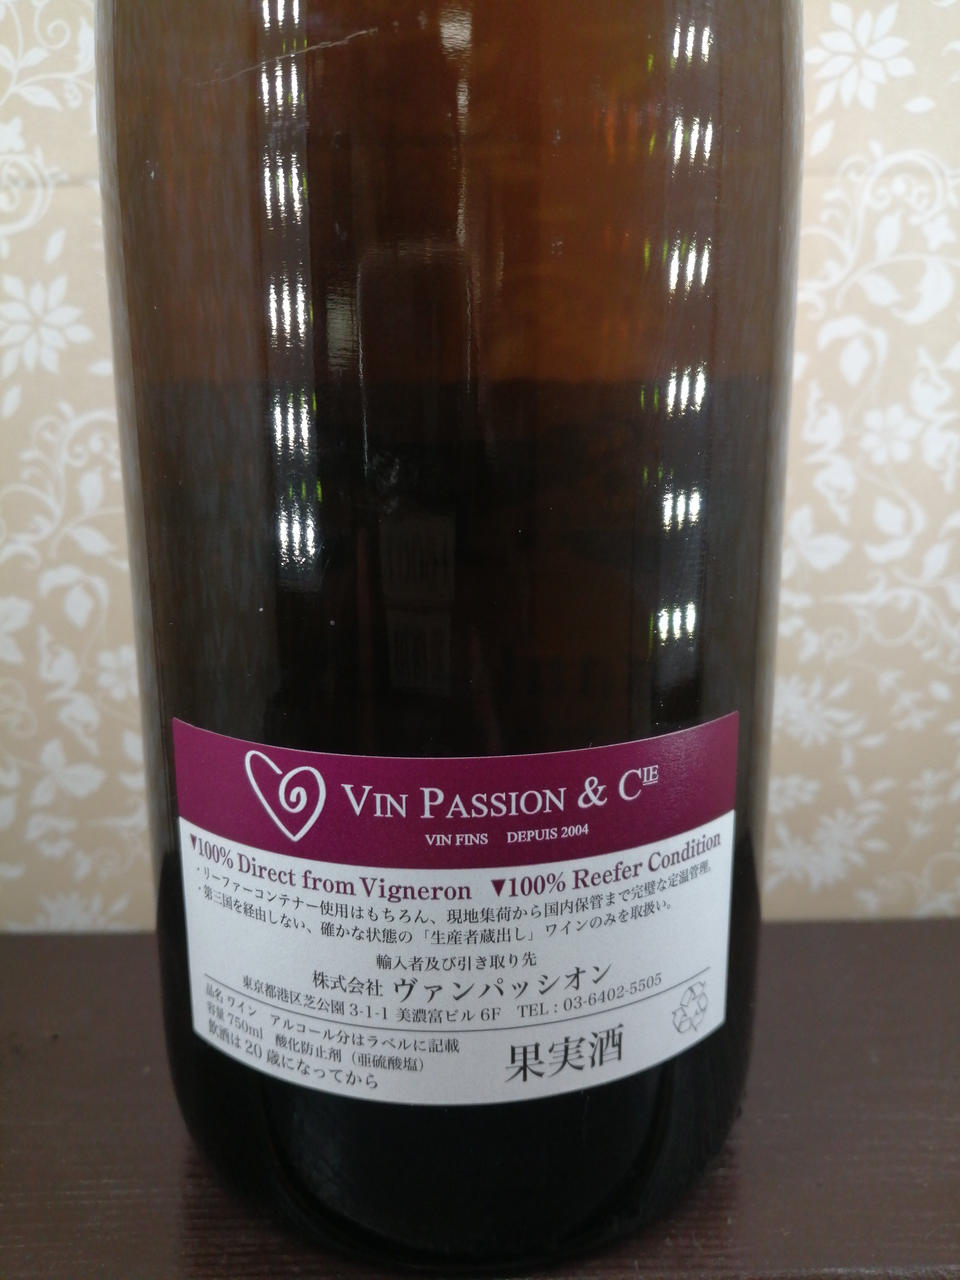 VIN PASSION & CIE
VIN FINS DEPUIS 2004
▼100% Direct from Vigneron ▼100% Reefer Condition
・リーファーコンテナー使用はもちろん、現地集荷から国内保管まで完璧な定温管理。
・第三国を経由しない、確かな状態の「生産者蔵出し」ワインのみを取扱い。
輸入者及び引き取り先
株式会社 ヴァンパッシオン
東京都港区芝公園 3-1-1 美濃富ビル 6F TEL : 03-6402-5505
品名 ワイン アルコール分はラベルに記載
容量 750ml 酸化防止剤（亜硫酸塩）
飲酒は 20 歳になってから
果実酒